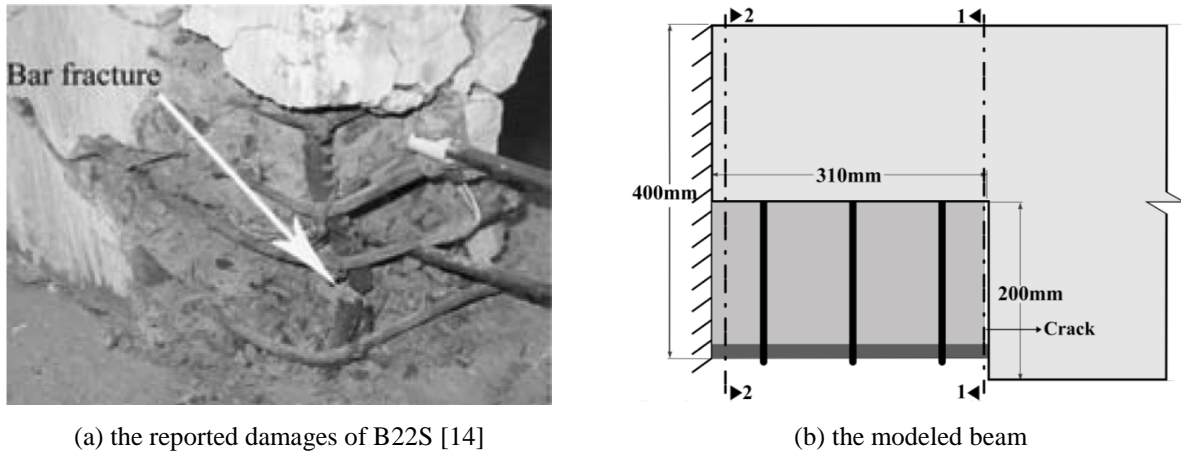 Bar fracture
2
1
310mm
400mm
200mm
Crack
2
1
(a) the reported damages of B22S [14]
(b) the modeled beam